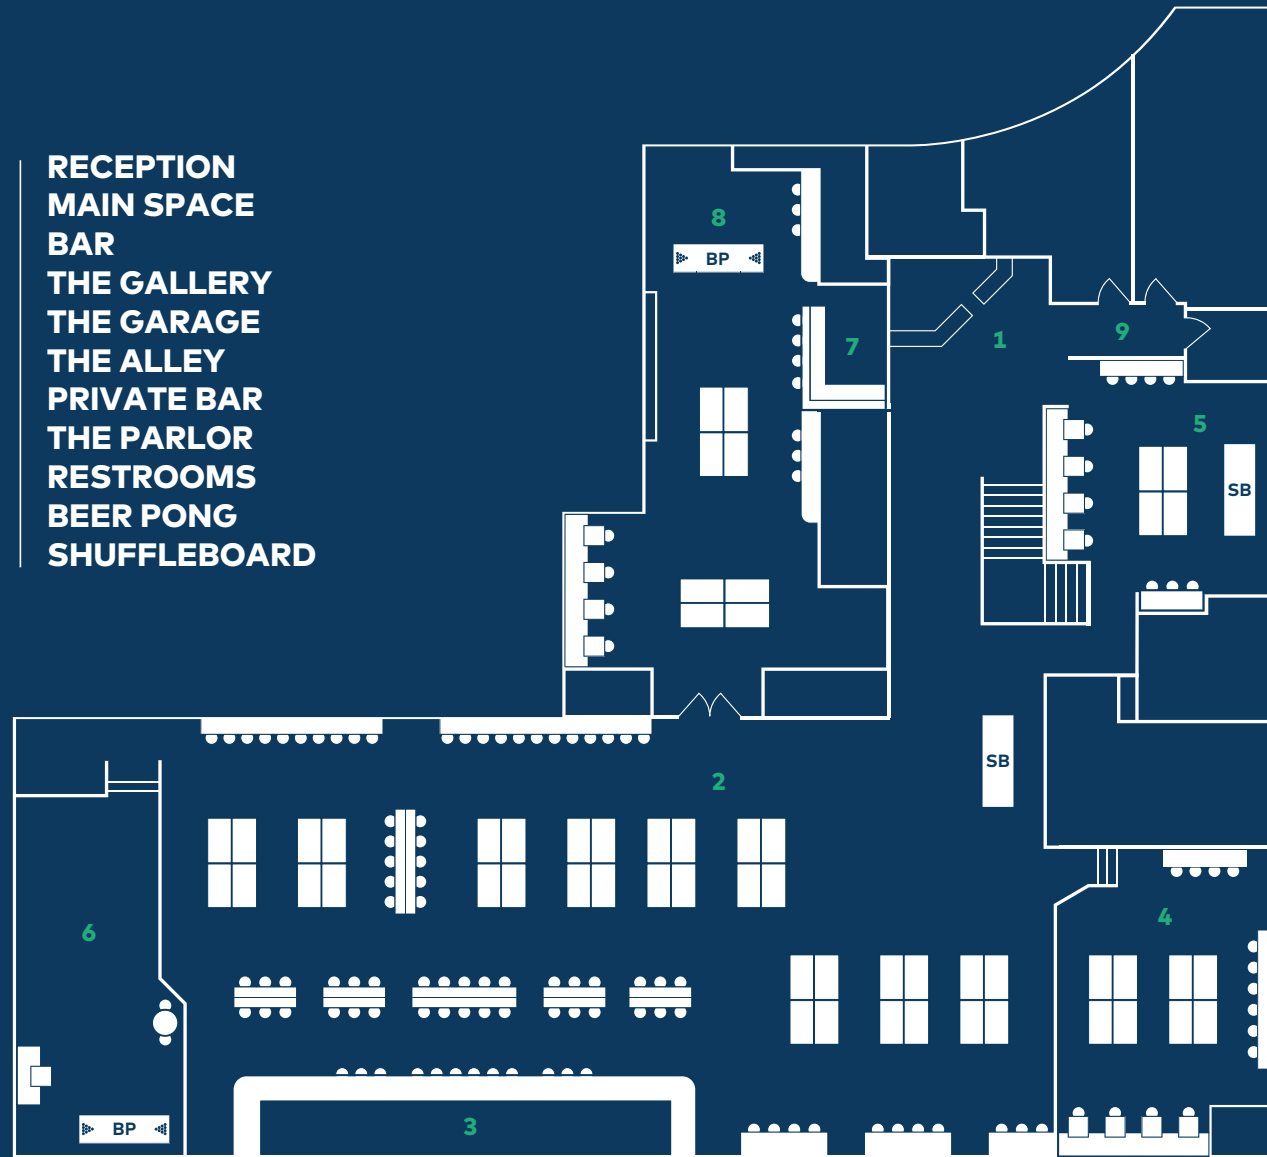 RECEPTION
MAIN SPACE
BAR
THE GALLERY
THE GARAGE
THE ALLEY
PRIVATE BAR
THE PARLOR
RESTROOMS
BEER PONG
SHUFFLEBOARD
8
BP
7
1
9
5
SB
2
SB
6
4
BP
3